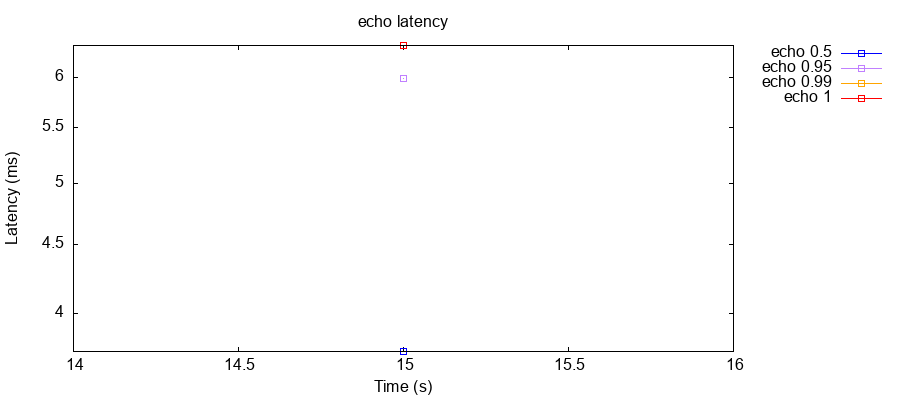 echo latency
echo 0.5
echo 0.95
echo 0.99
echo 1
6
5.5
5
4.5
4
Latency (ms)
14
14.5
15
15.5
16
Time (s)